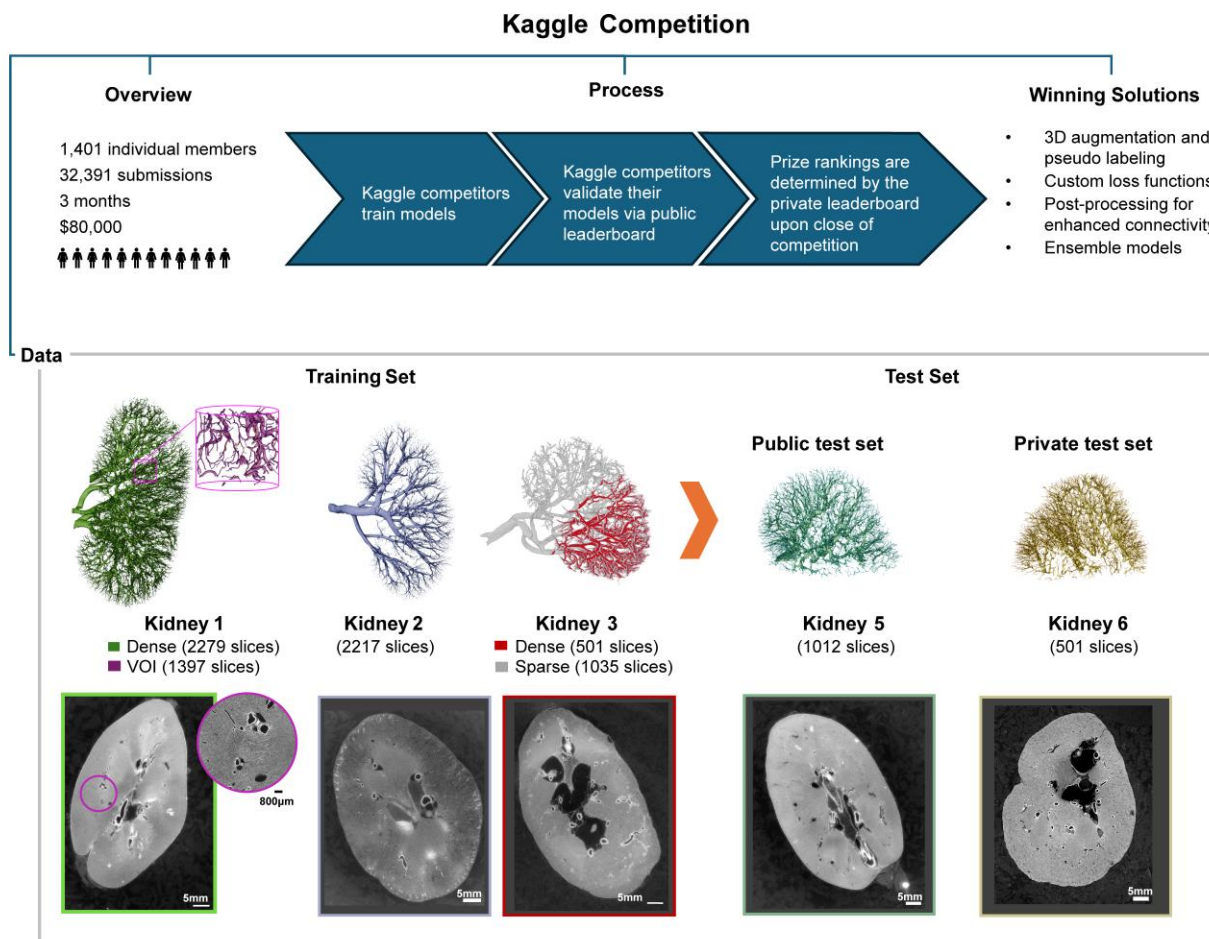 Kaggle Competition
Overview
1,401 individual members
32,391 submissions
3 months
$80,000
Process
Kaggle competitors
train models
Kaggle competitors
validate their
models via public
leaderboard
Prize rankings are
determined by the
private leaderboard
upon close of
competition
Winning Solutions
• 3D augmentation and
pseudo labeling
• Custom loss functions
• Post-processing for
enhanced connectivity
• Ensemble models
Data
Training Set
Test Set
Public test set
Private test set
Kidney 1
Dense (2279 slices)
VOI (1397 slices)
Kidney 2
(2217 slices)
Kidney 3
Dense (501 slices)
Sparse (1035 slices)
Kidney 5
(1012 slices)
Kidney 6
(501 slices)
800μm
5mm
5mm
5mm
5mm
5mm